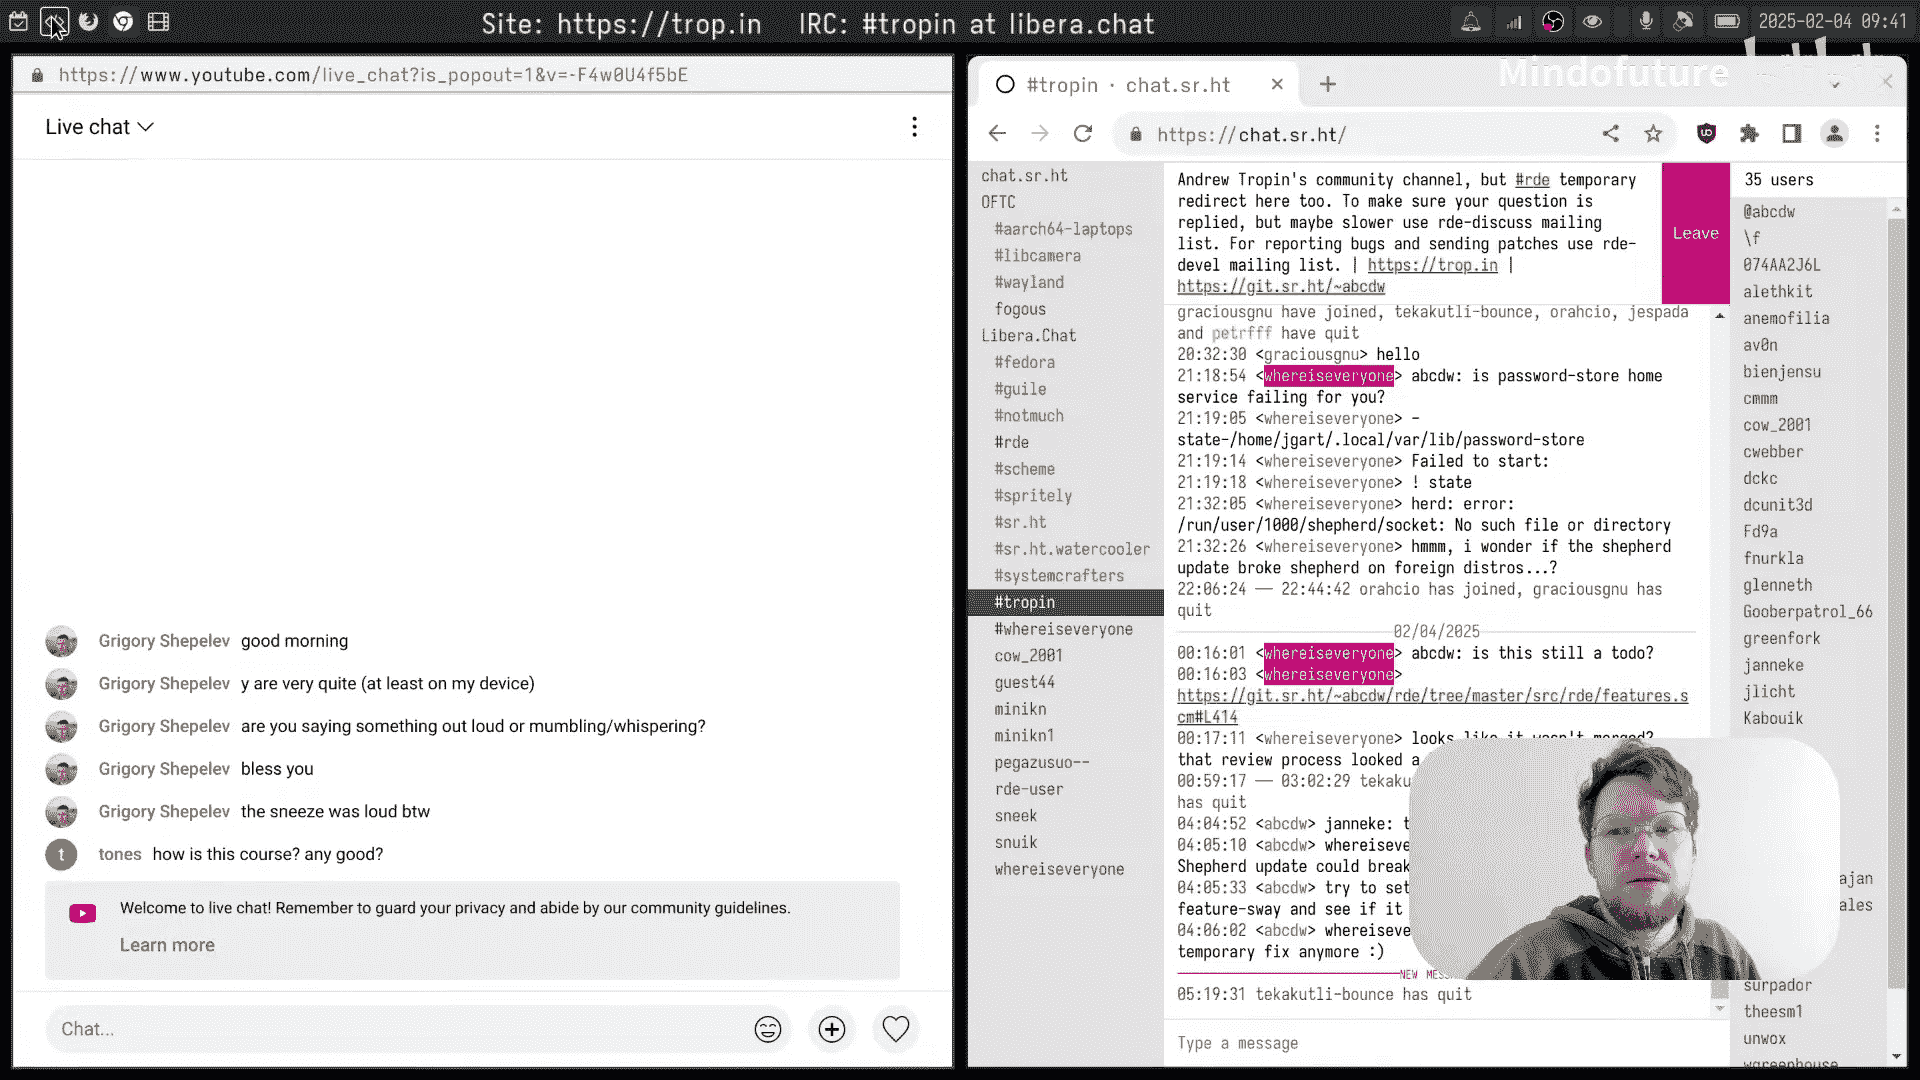 Site: https://trop.in IRC: #tropin at libera.chat
2025-02-04 09:41
https://www.youtube.com/live_chat?is_popout=1&v=-F4w0U4f5bE
Live chat
Grigory Shepelev good morning
Grigory Shepelev y are very quite (at least on my device)
Grigory Shepelev are you saying something out loud or mumbling/whispering?
Grigory Shepelev bless you
Grigory Shepelev the sneeze was loud btw
t tones how is this course? any good?
Welcome to live chat! Remember to guard your privacy and abide by our community guidelines.
Learn more
Chat...
Mindofuture
#tropin · chat.sr.ht
https://chat.sr.ht/
chat.sr.ht
OFTC
#aarch64-laptops
#libcamera
#wayland
fogous
Libera.Chat
#fedora
#guile
#notmuch
#rde
#scheme
#spritely
#sr.ht
#sr.ht.watercooler
#systemcrafters
#tropin
#whereiseveryone
cow_2001
guest44
minikn
minikn1
pegazusuo--
rde-user
sneek
snuik
whereiseveryone
Andrew Tropin's community channel, but #rde temporary
redirect here too. To make sure your question is
replied, but maybe slower use rde-discuss mailing
list. For reporting bugs and sending patches use rde-
devel mailing list. | https://trop.in |
https://git.sr.ht/~abcdw
Leave
graciousgnu have joined, tekakutli-bounce, orahcio, jespada
and petrfff have quit
20:32:30 <graciousgnu> hello
21:18:54 <whereiseveryone> abcdw: is password-store home
service failing for you?
21:19:05 <whereiseveryone> -
state-/home/jgart/.local/var/lib/password-store
21:19:14 <whereiseveryone> Failed to start:
21:19:18 <whereiseveryone> ! state
21:32:05 <whereiseveryone> herd: error:
/run/user/1000/shepherd/socket: No such file or directory
21:32:26 <whereiseveryone> hmmm, i wonder if the shepherd
update broke shepherd on foreign distros...?
22:06:24 — 22:44:42 orahcio has joined, graciousgnu has
quit
02/04/2025
00:16:01 <whereiseveryone> abcdw: is this still a todo?
00:16:03 <whereiseveryone>
https://git.sr.ht/~abcdw/rde/tree/master/src/rde/features.s
cm#L414
00:17:11 <whereiseveryone> looks like it wasn't merged?
that review process looked a
00:59:17 — 03:02:29 tekaku
has quit
04:04:52 <abcdw> janneke: t
04:05:10 <abcdw> whereiseve
Shepherd update could break
04:05:33 <abcdw> try to set
feature-sway and see if it
04:06:02 <abcdw> whereiseve
temporary fix anymore :)
NEW MESS
05:19:31 tekakutli-bounce has quit
Type a message
35 users
@abcdw
\f
074AA2J6L
alethkit
anemofilia
av0n
bienjensu
cmmm
cow_2001
cwebber
dckc
dcunit3d
Fd9a
fnurkla
glenneth
Gooberpatrol_66
greenfork
janneke
jlicht
Kabouik
ajan
ales
surpador
theesm1
unwox
wgreenhouse